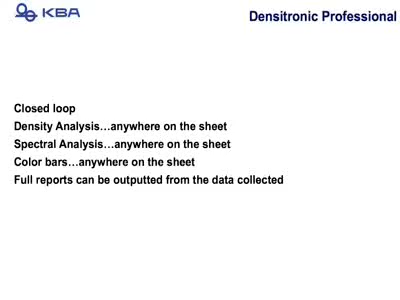 KBA
Densitronic Professional
Closed loop
Density Analysis…anywhere on the sheet
Spectral Analysis…anywhere on the sheet
Color bars…anywhere on the sheet
Full reports can be outputted from the data collected